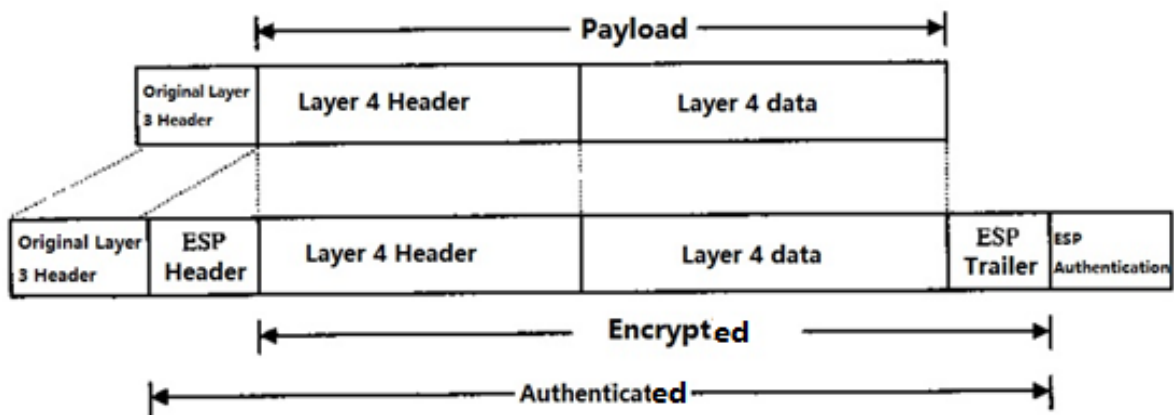 Payload
Original Layer
3 Header
Layer 4 Header
Layer 4 data
Original Layer
3 Header
ESP
Header
Layer 4 Header
Layer 4 data
ESP
Trailer
ESP
Authentication
Encrypted
Authenticated